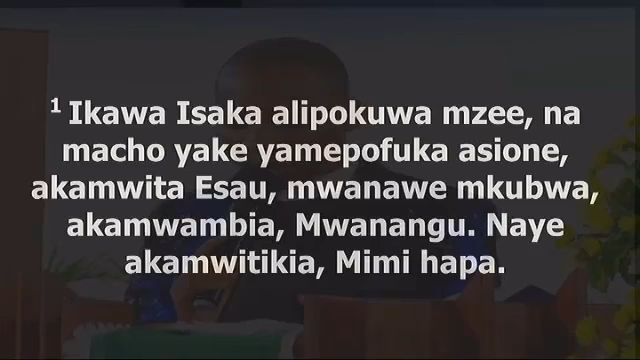 1 Ikawa Isaka alipokuwa mzee, na
macho yake yamepofuka asione,
akamwita Esau, mwanawe mkubwa,
akamwambia, Mwanangu. Naye
akamwitikia, Mimi hapa.